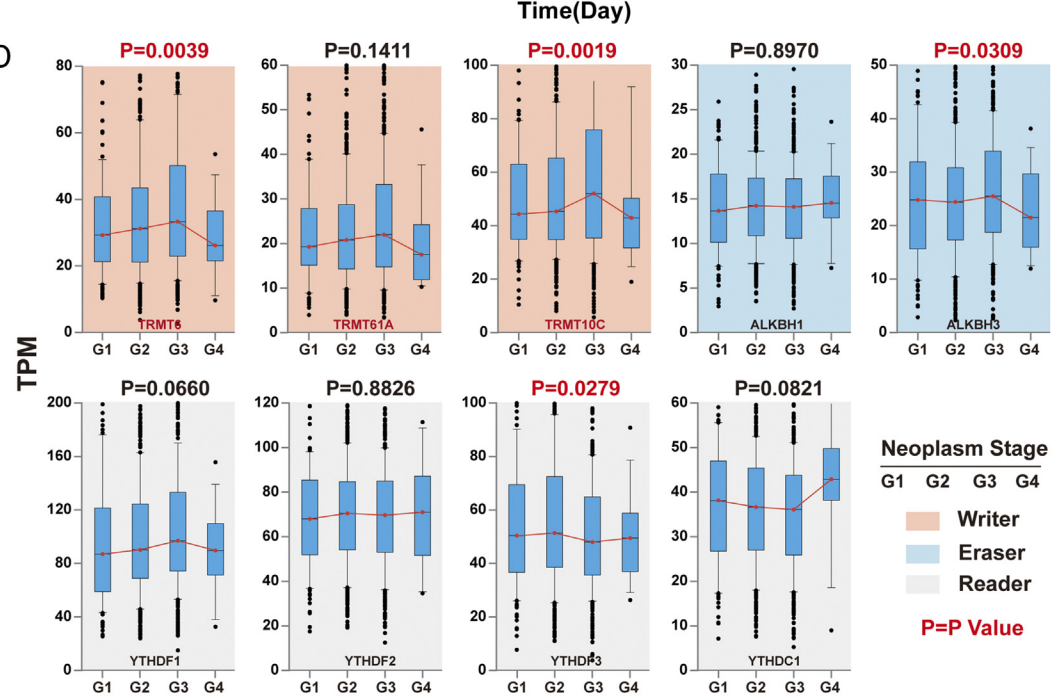 Time(Day)
D
P=0.0039 P=0.1411 P=0.0019 P=0.8970 P=0.0309
80 60 100 30 50
25
60 50 80 40
40 20
60 30
40 30 15
40 20
20 20 10
20 10
10 5
0 0 0 0 0
TRMT6 TRMT61A TRMT10C ALKBH1 ALKBH3
G1 G2 G3 G4 G1 G2 G3 G4 G1 G2 G3 G4 G1 G2 G3 G4 G1 G2 G3 G4
TPM
P=0.0660 P=0.8826 P=0.0279 P=0.0821
200 120 100 60
160 100 80 50
80 40
120 60
60 30
80 40
40 20
40 20 20 10
0 0 0 0
YTHDF1 YTHDF2 YTHDF3 YTHDC1
G1 G2 G3 G4 G1 G2 G3 G4 G1 G2 G3 G4 G1 G2 G3 G4
Neoplasm Stage
G1 G2 G3 G4
Writer
Eraser
Reader
P=P Value